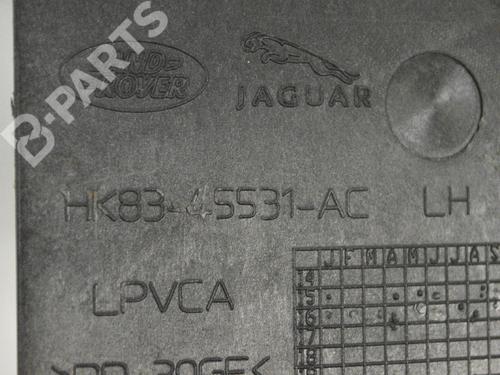 LAND-
ROVER
JAGUAR
B-PARTS
HK83-45531-AC LH
LPVCA
J F M A M J J A S
14
15
16
17
18